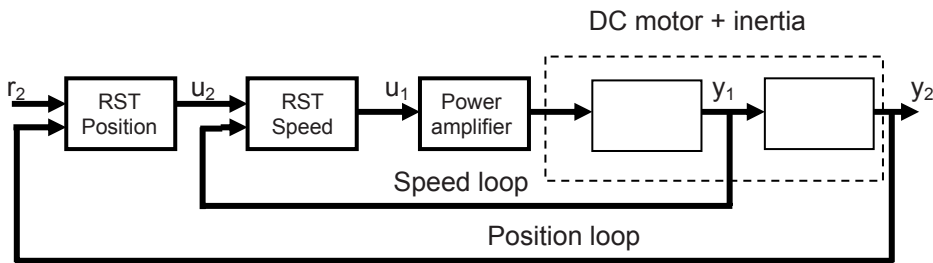 DC motor + inertia
r2
RST
Position
u2
RST
Speed
u1
Power
amplifier
y1
y2
Speed loop
Position loop